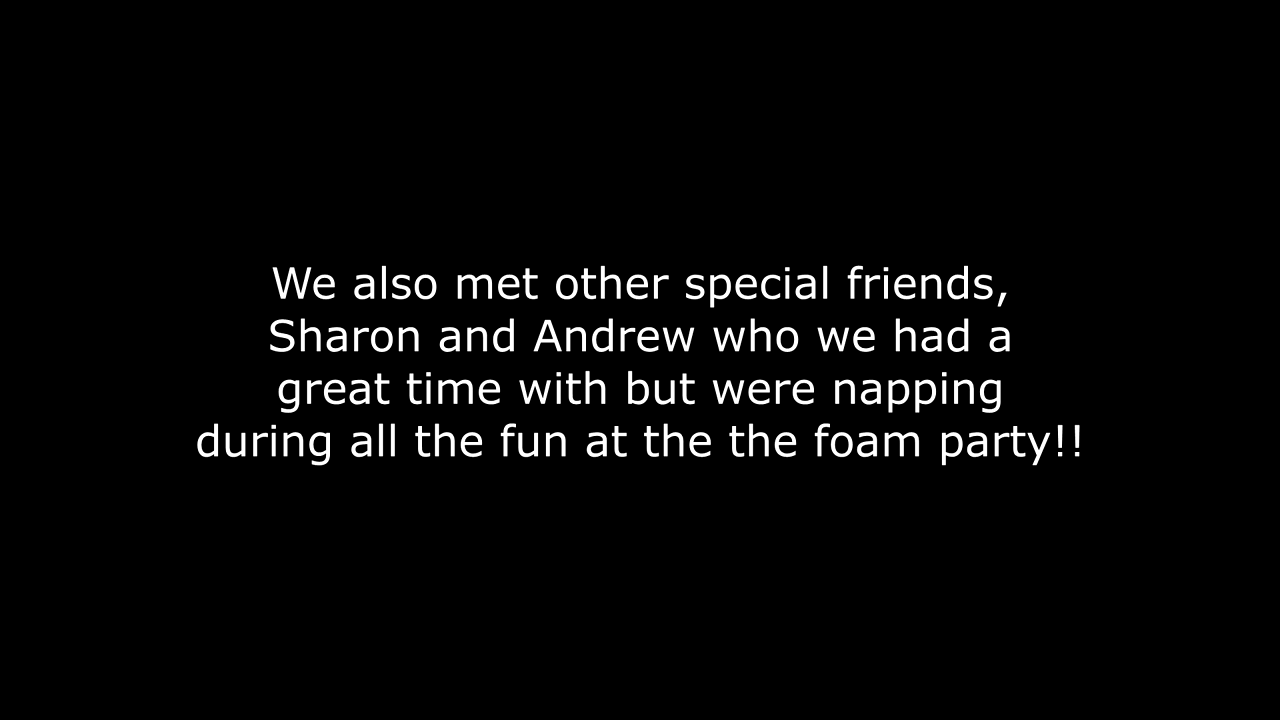 We also met other special friends,
Sharon and Andrew who we had a
great time with but were napping
during all the fun at the the foam party!!